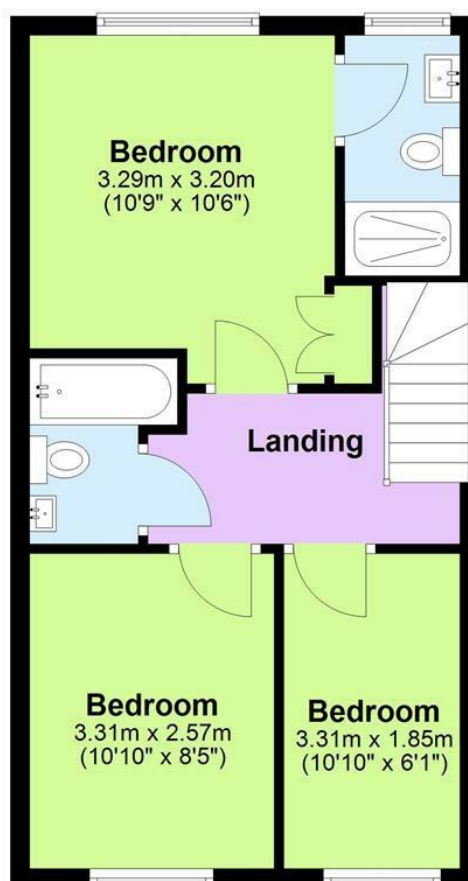 Bedroom
3.29m x 3.20m
(10'9" x 10'6")
Landing
Bedroom
3.31m x 2.57m
(10'10" x 8'5")
Bedroom
3.31m x 1.85m
(10'10" x 6'1")